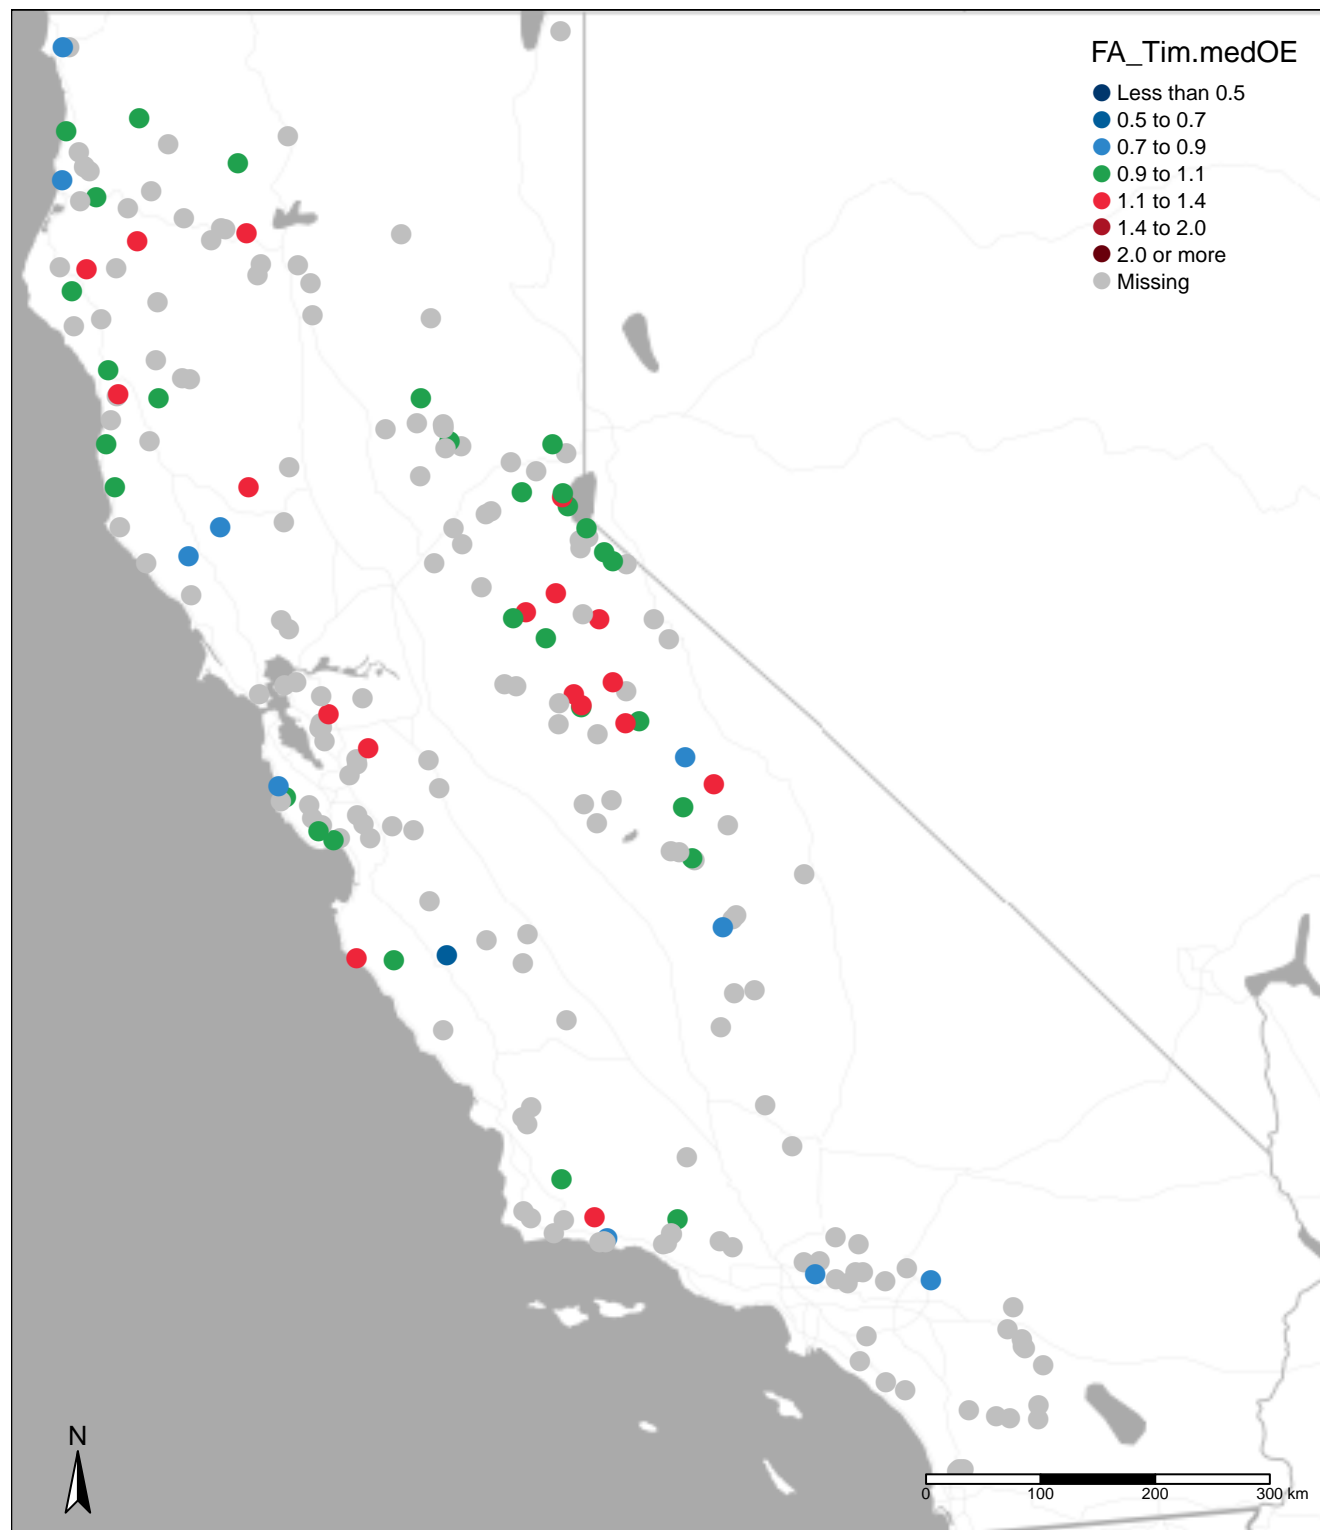 FA_Tim.medOE
Less than 0.5
0.5 to 0.7
0.7 to 0.9
0.9 to 1.1
1.1 to 1.4
1.4 to 2.0
2.0 or more
Missing
N
0 100 200 300 km